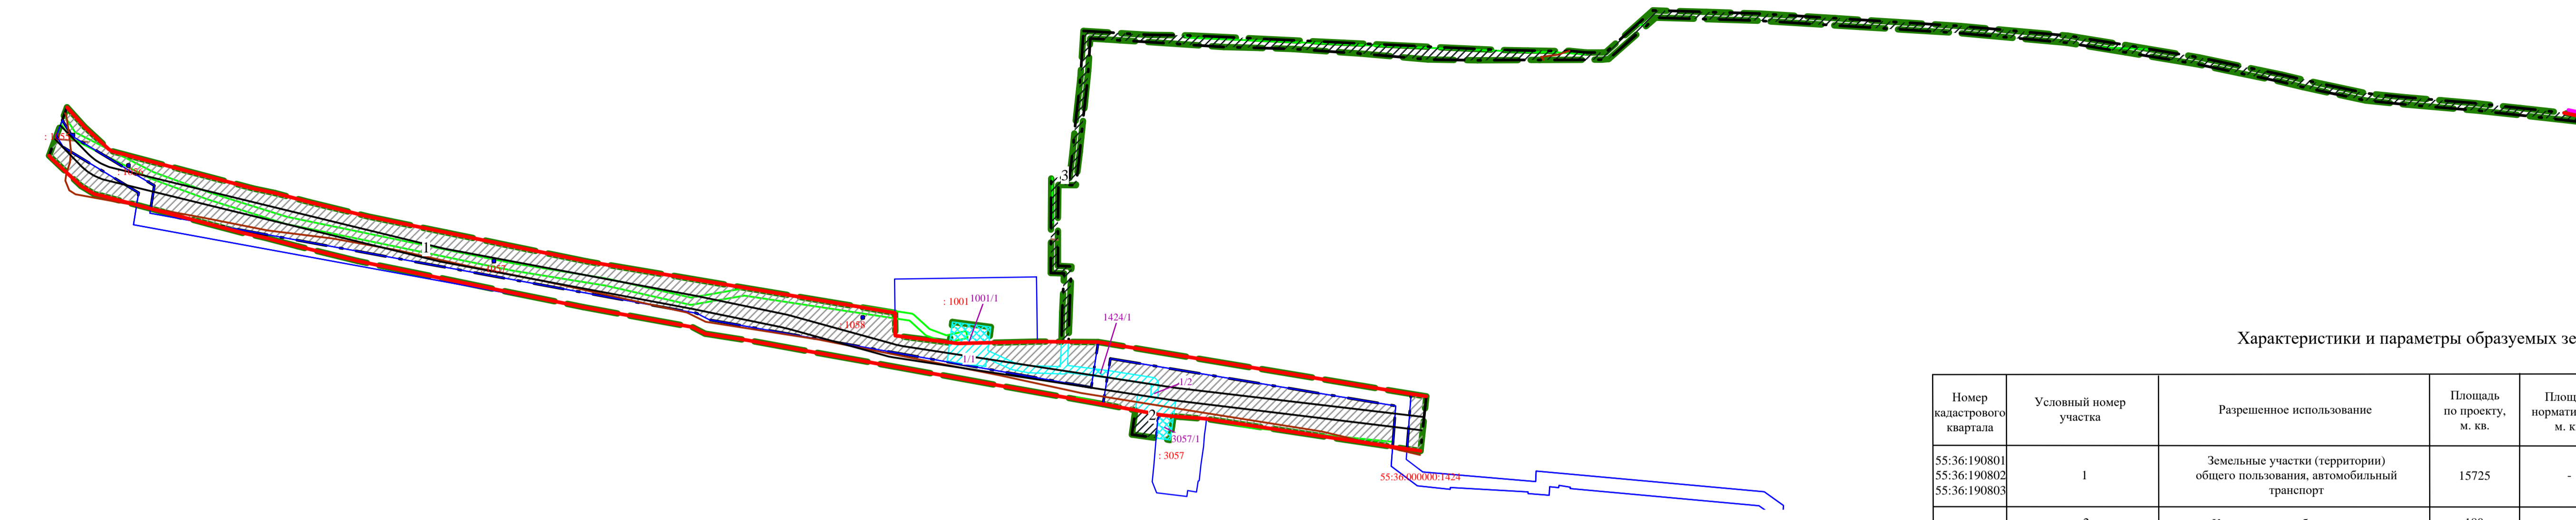 3
1
: 1001
1001/1
: 1058
1424/1
1/1
1/2
2
3057/1
: 3057
55:36:000000:1424
Характеристики и параметры образуемых зе
Номер
кадастрового
квартала
Условный номер
участка
Разрешенное использование
Площадь
по проекту,
м. кв.
Площ
нормати
м. к
55:36:190801
55:36:190802
55:36:190803
1
Земельные участки (территории)
общего пользования, автомобильный
транспорт
15725
-